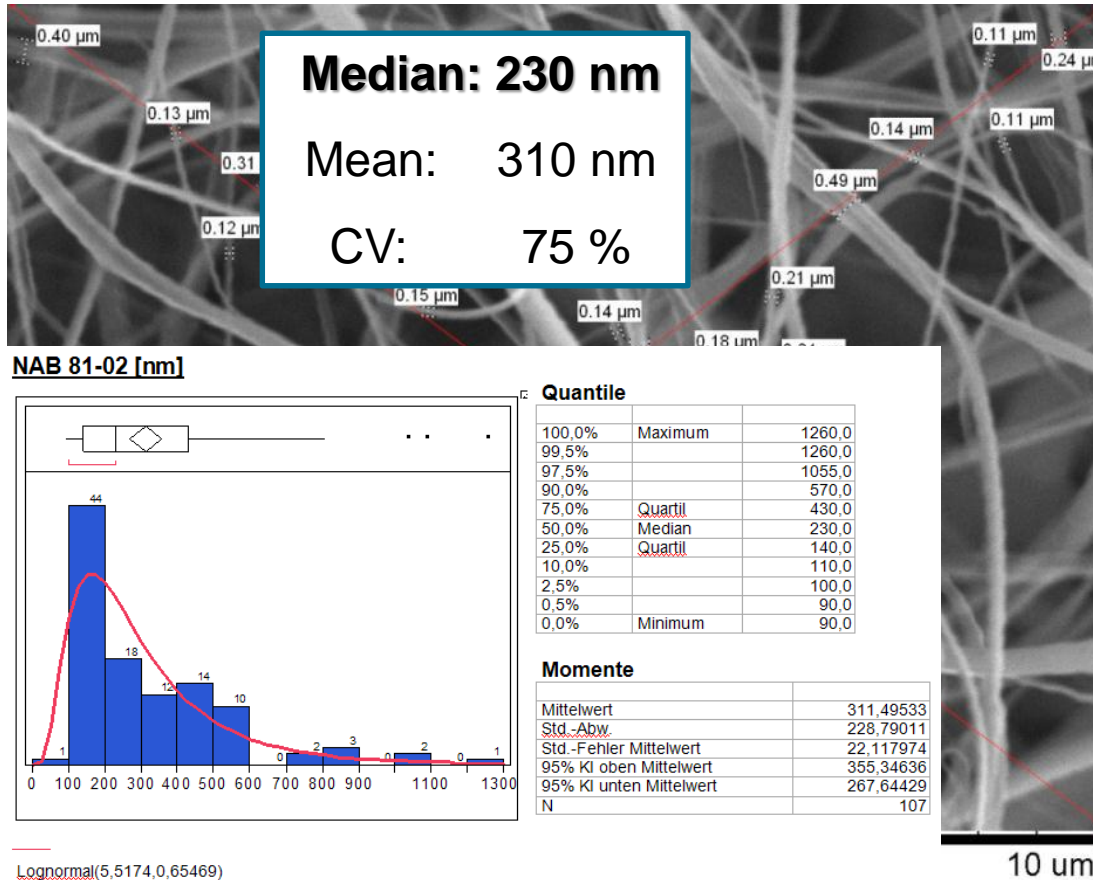 0.40 µm
0.11 µm
0.24 µ
Median: 230 nm
0.13 µm
0.14 µm
0.11 µm
0.31
Mean: 310 nm
0.49 µm
0.12 µm
CV: 75 %
0.21 µm
0.15 µm
0.14 µm
0.18 µm
NAB 81-02 [nm]
44
18
12
14
10
1
0
2
3
0
2
0
1
0 100 200 300 400 500 600 700 800 900 1100 1300
Lognormal(5,5174,0,65469)
Quantile
100,0% Maximum 1260,0
99,5% 1260,0
97,5% 1055,0
90,0% 570,0
75,0% Quartil 430,0
50,0% Median 230,0
25,0% Quartil 140,0
10,0% 110,0
2,5% 100,0
0,5% 90,0
0,0% Minimum 90,0
Momente
Mittelwert 311,49533
Std.-Abw. 228,79011
Std.-Fehler Mittelwert 22,117974
95% KI oben Mittelwert 355,34636
95% KI unten Mittelwert 267,64429
N 107
10 um